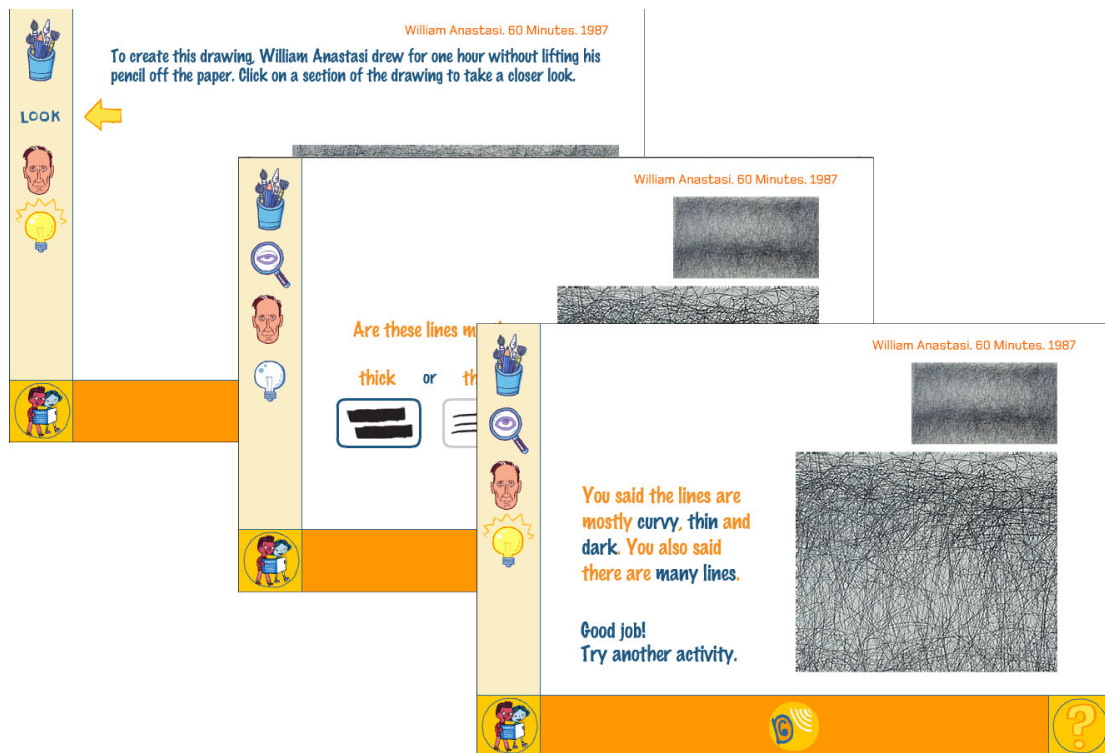 William Anastasi. 60 Minutes. 1987
To create this drawing, William Anastasi drew for one hour without lifting his
pencil off the paper. Click on a section of the drawing to take a closer look.
LOOK
William Anastasi. 60 Minutes. 1987
Are these lines
thick or
William Anastasi. 60 Minutes. 1987
You said the lines are
mostly curvy, thin and
dark. You also said
there are many lines.
Good job!
Try another activity.
?